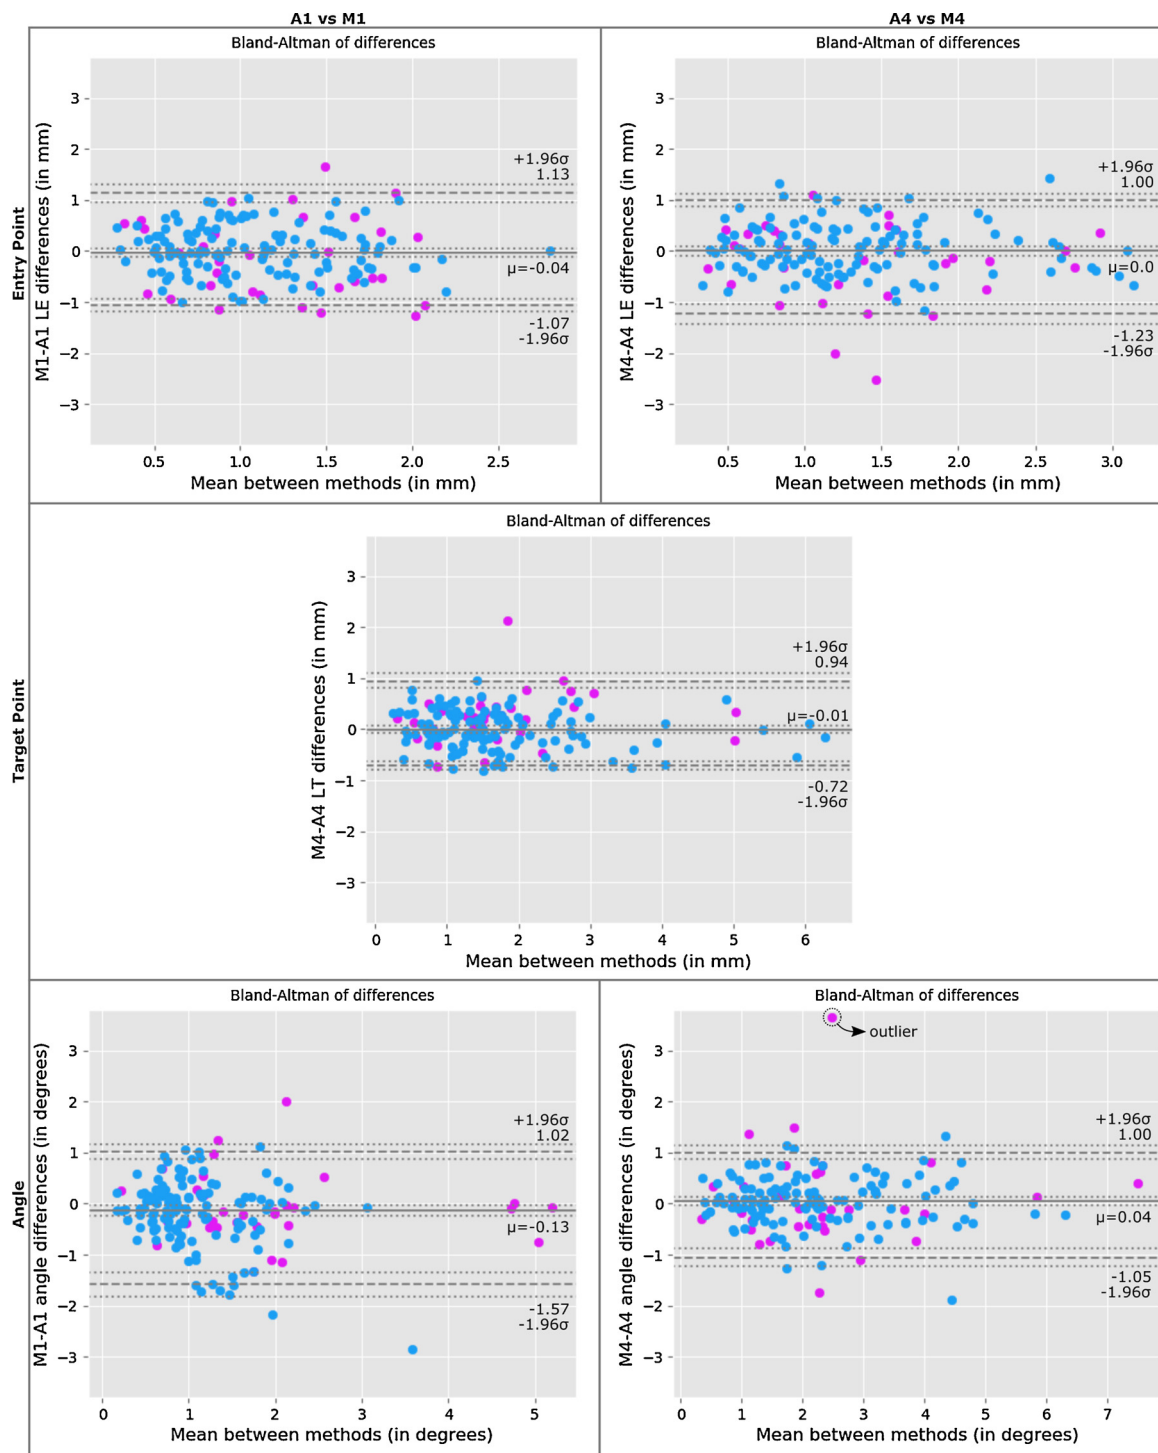 A1 vs M1
A4 vs M4
Entry Point
Bland-Altman of differences
M1-A1 LE differences (in mm)
3
2
1
0
−1
−2
−3
+1.96σ
1.13
μ=-0.04
-1.07
-1.96σ
0.5 1.0 1.5 2.0 2.5
Mean between methods (in mm)
Bland-Altman of differences
M4-A4 LE differences (in mm)
3
2
1
0
−1
−2
−3
+1.96σ
1.00
μ=0.0
-1.23
-1.96σ
0.5 1.0 1.5 2.0 2.5 3.0
Mean between methods (in mm)
Target Point
Bland-Altman of differences
M4-A4 LT differences (in mm)
3
2
1
0
−1
−2
−3
+1.96σ
0.94
μ=-0.01
-0.72
-1.96σ
0 1 2 3 4 5 6
Mean between methods (in mm)
Angle
Bland-Altman of differences
M1-A1 angle differences (in degrees)
3
2
1
0
−1
−2
−3
+1.96σ
1.02
μ=-0.13
-1.57
-1.96σ
0 1 2 3 4 5
Mean between methods (in degrees)
Bland-Altman of differences
outlier
M4-A4 angle differences (in degrees)
3
2
1
0
−1
−2
−3
+1.96σ
1.00
μ=0.04
-1.05
-1.96σ
0 1 2 3 4 5 6 7
Mean between methods (in degrees)